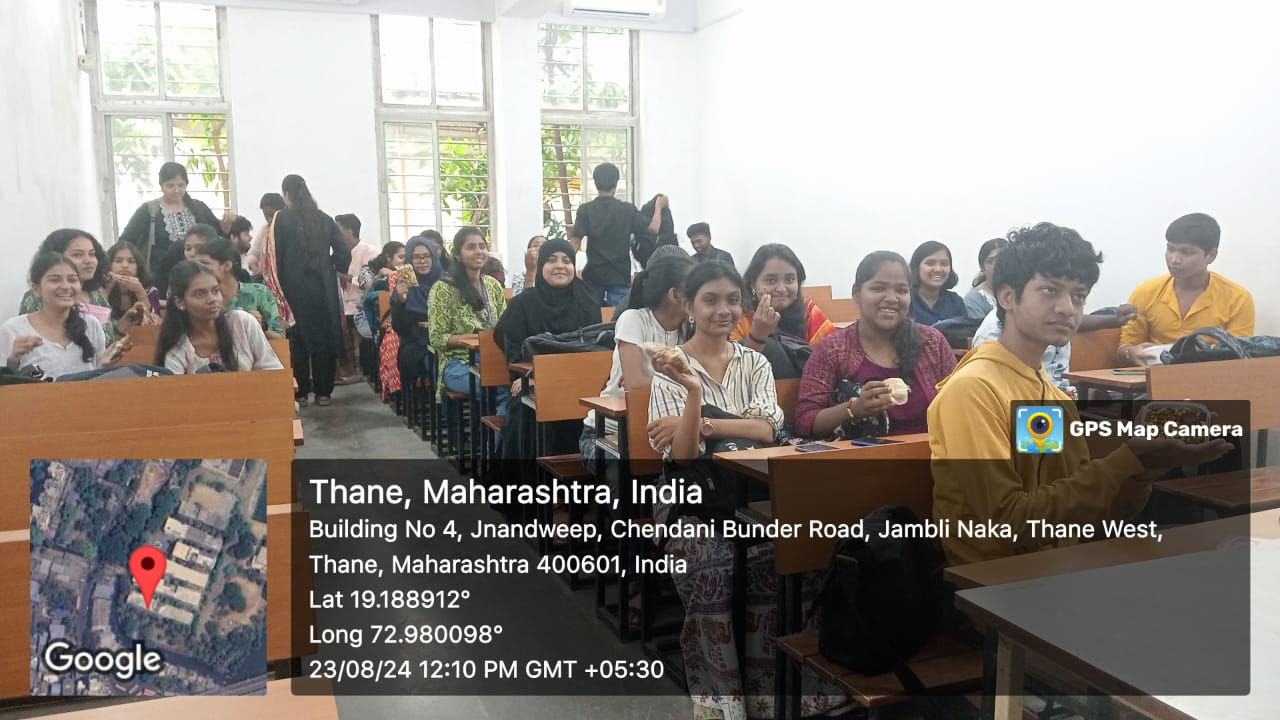 GPS Map Camera
Thane, Maharashtra, India
Building No 4, Jnandweep, Chendani Bunder Road, Jambli Naka, Thane West,
Thane, Maharashtra 400601, India
Lat 19.188912°
Long 72.980098°
23/08/24 12:10 PM GMT +05:30
Google